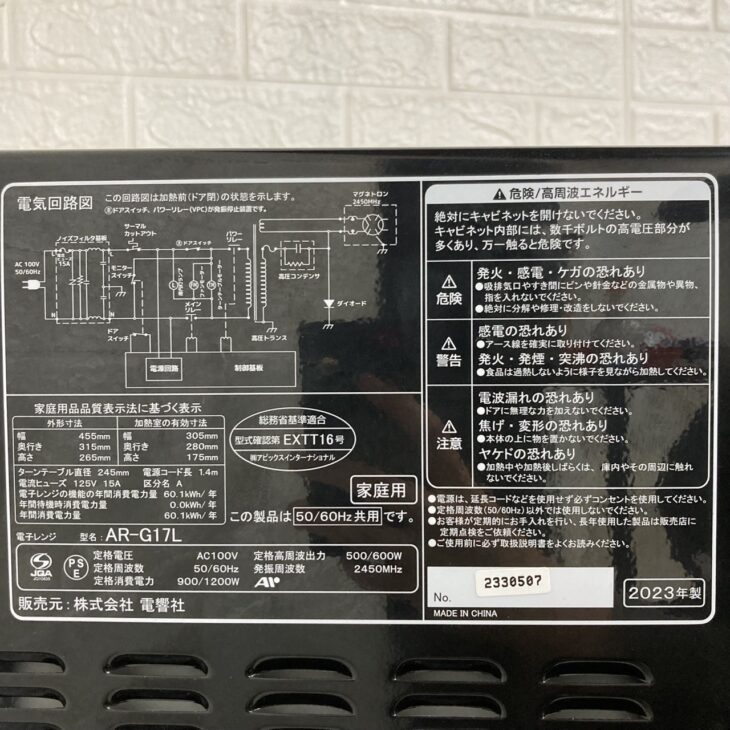 電気回路図 この回路図は加熱前(ドア閉)の状態を示します。
Ⓑドアスイッチ、パワーリレー(YPC)が発振停止装置です。
マグネトロン
2450MHz
サーマル
カットアウト
パワー
リレー
ノイズフィルタ基板
ドアスイッチ
AC 100V
50/60Hz
15A
モニター
スイッチ
高圧コンデンサ
メイン
リレー
ダイオード
ドア
スイッチ
高圧トランス
電源回路
制御基板
家庭用品品質表示法に基づく表示
外形寸法 加熱室の有効寸法
幅 455mm 幅 305mm
奥行き 315mm 奥行き 280mm
高さ 265mm 高さ 175mm
ターンテーブル直径 245mm 電源コード長 1.4m
電流ヒューズ 125V 15A 区分名 A
電子レンジの機能の年間消費電力量 60.1kWh/年
年間待機時消費電力量 0.0kWh/年
年間消費電力量 60.1kWh/年
総務省基準適合
型式確認第 EXTT16号
㈱アピックスインターナショナル
家庭用
この製品は 50/60Hz共用 です。
電子レンジ 型名: AR-G17L
JQA
PS
E
定格電圧 AC100V 定格高周波出力 500/600W
定格周波数 50/60Hz 発振周波数 2450MHz
定格消費電力 900/1200W
販売元:株式会社 電響社
危険/高周波エネルギー
絶対にキャビネットを開けないでください。
キャビネット内部には、数千ボルトの高電圧部分が
多くあり、万一触ると危険です。
危険
発火・感電・ケガの恐れあり
●吸排気口やすき間にピンや針金などの金属物や異物、
指を入れないでください。
●絶対に分解や修理・改造をしないでください。
警告
感電の恐れあり
●アース線を確実に取り付けてください。
発火・発煙・突沸の恐れあり
●食品は過熱しないように様子を見ながら加熱してください。
注意
電波漏れの恐れあり
●ドアに無理な力を加えないでください。
焦げ・変形の恐れあり
●本体の上に物を置かないでください。
ヤケドの恐れあり
●加熱中や加熱後しばらくは、庫内やその周辺に触れ
ないでください。
●電源は、延長コードなどを使用せず必ずコンセントを使用してください。
●定格周波数(50/60Hz)以外では使用しないでください。
●お客様が定期的にお手入れを行い、長年使用した製品は販売店に
定期点検をご依頼ください。
●ご使用前に必ず取扱説明書をよくお読みください。
No. 2330507
2023年製
MADE IN CHINA